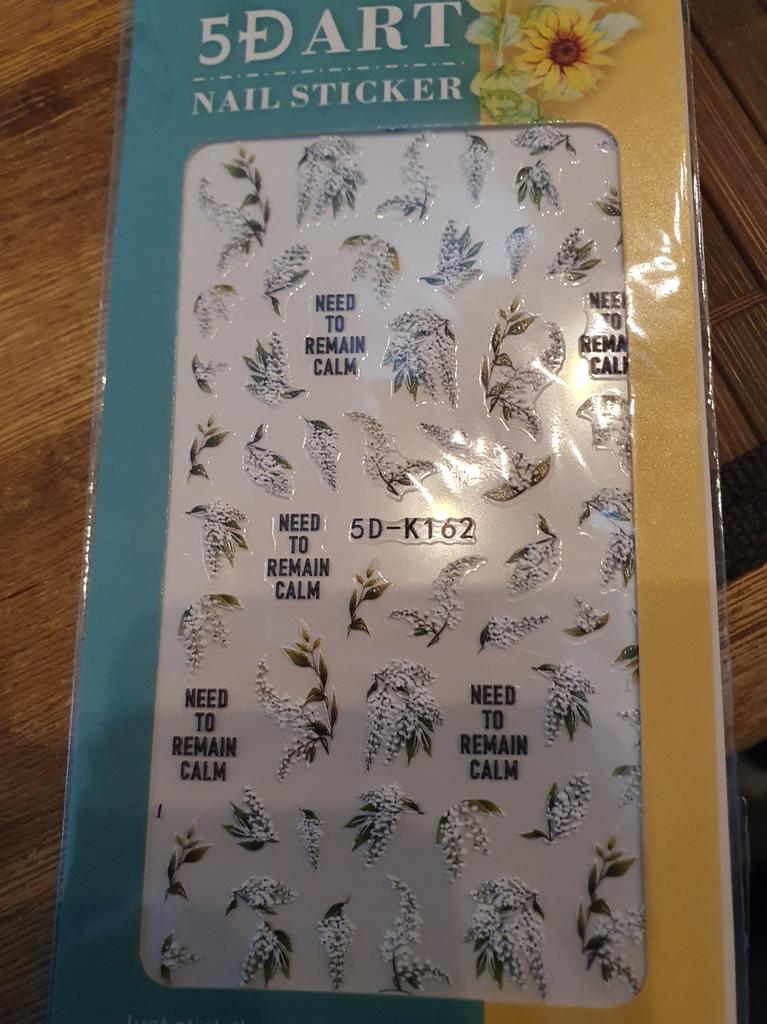 5DART
NAIL STICKER
NEED
TO
REMAIN
CALM
NEED
TO
REMAIN
CALM
NEED
TO
REMAIN
CALM
5D-K162
NEED
TO
REMAIN
CALM
NEED
TO
REMAIN
CALM